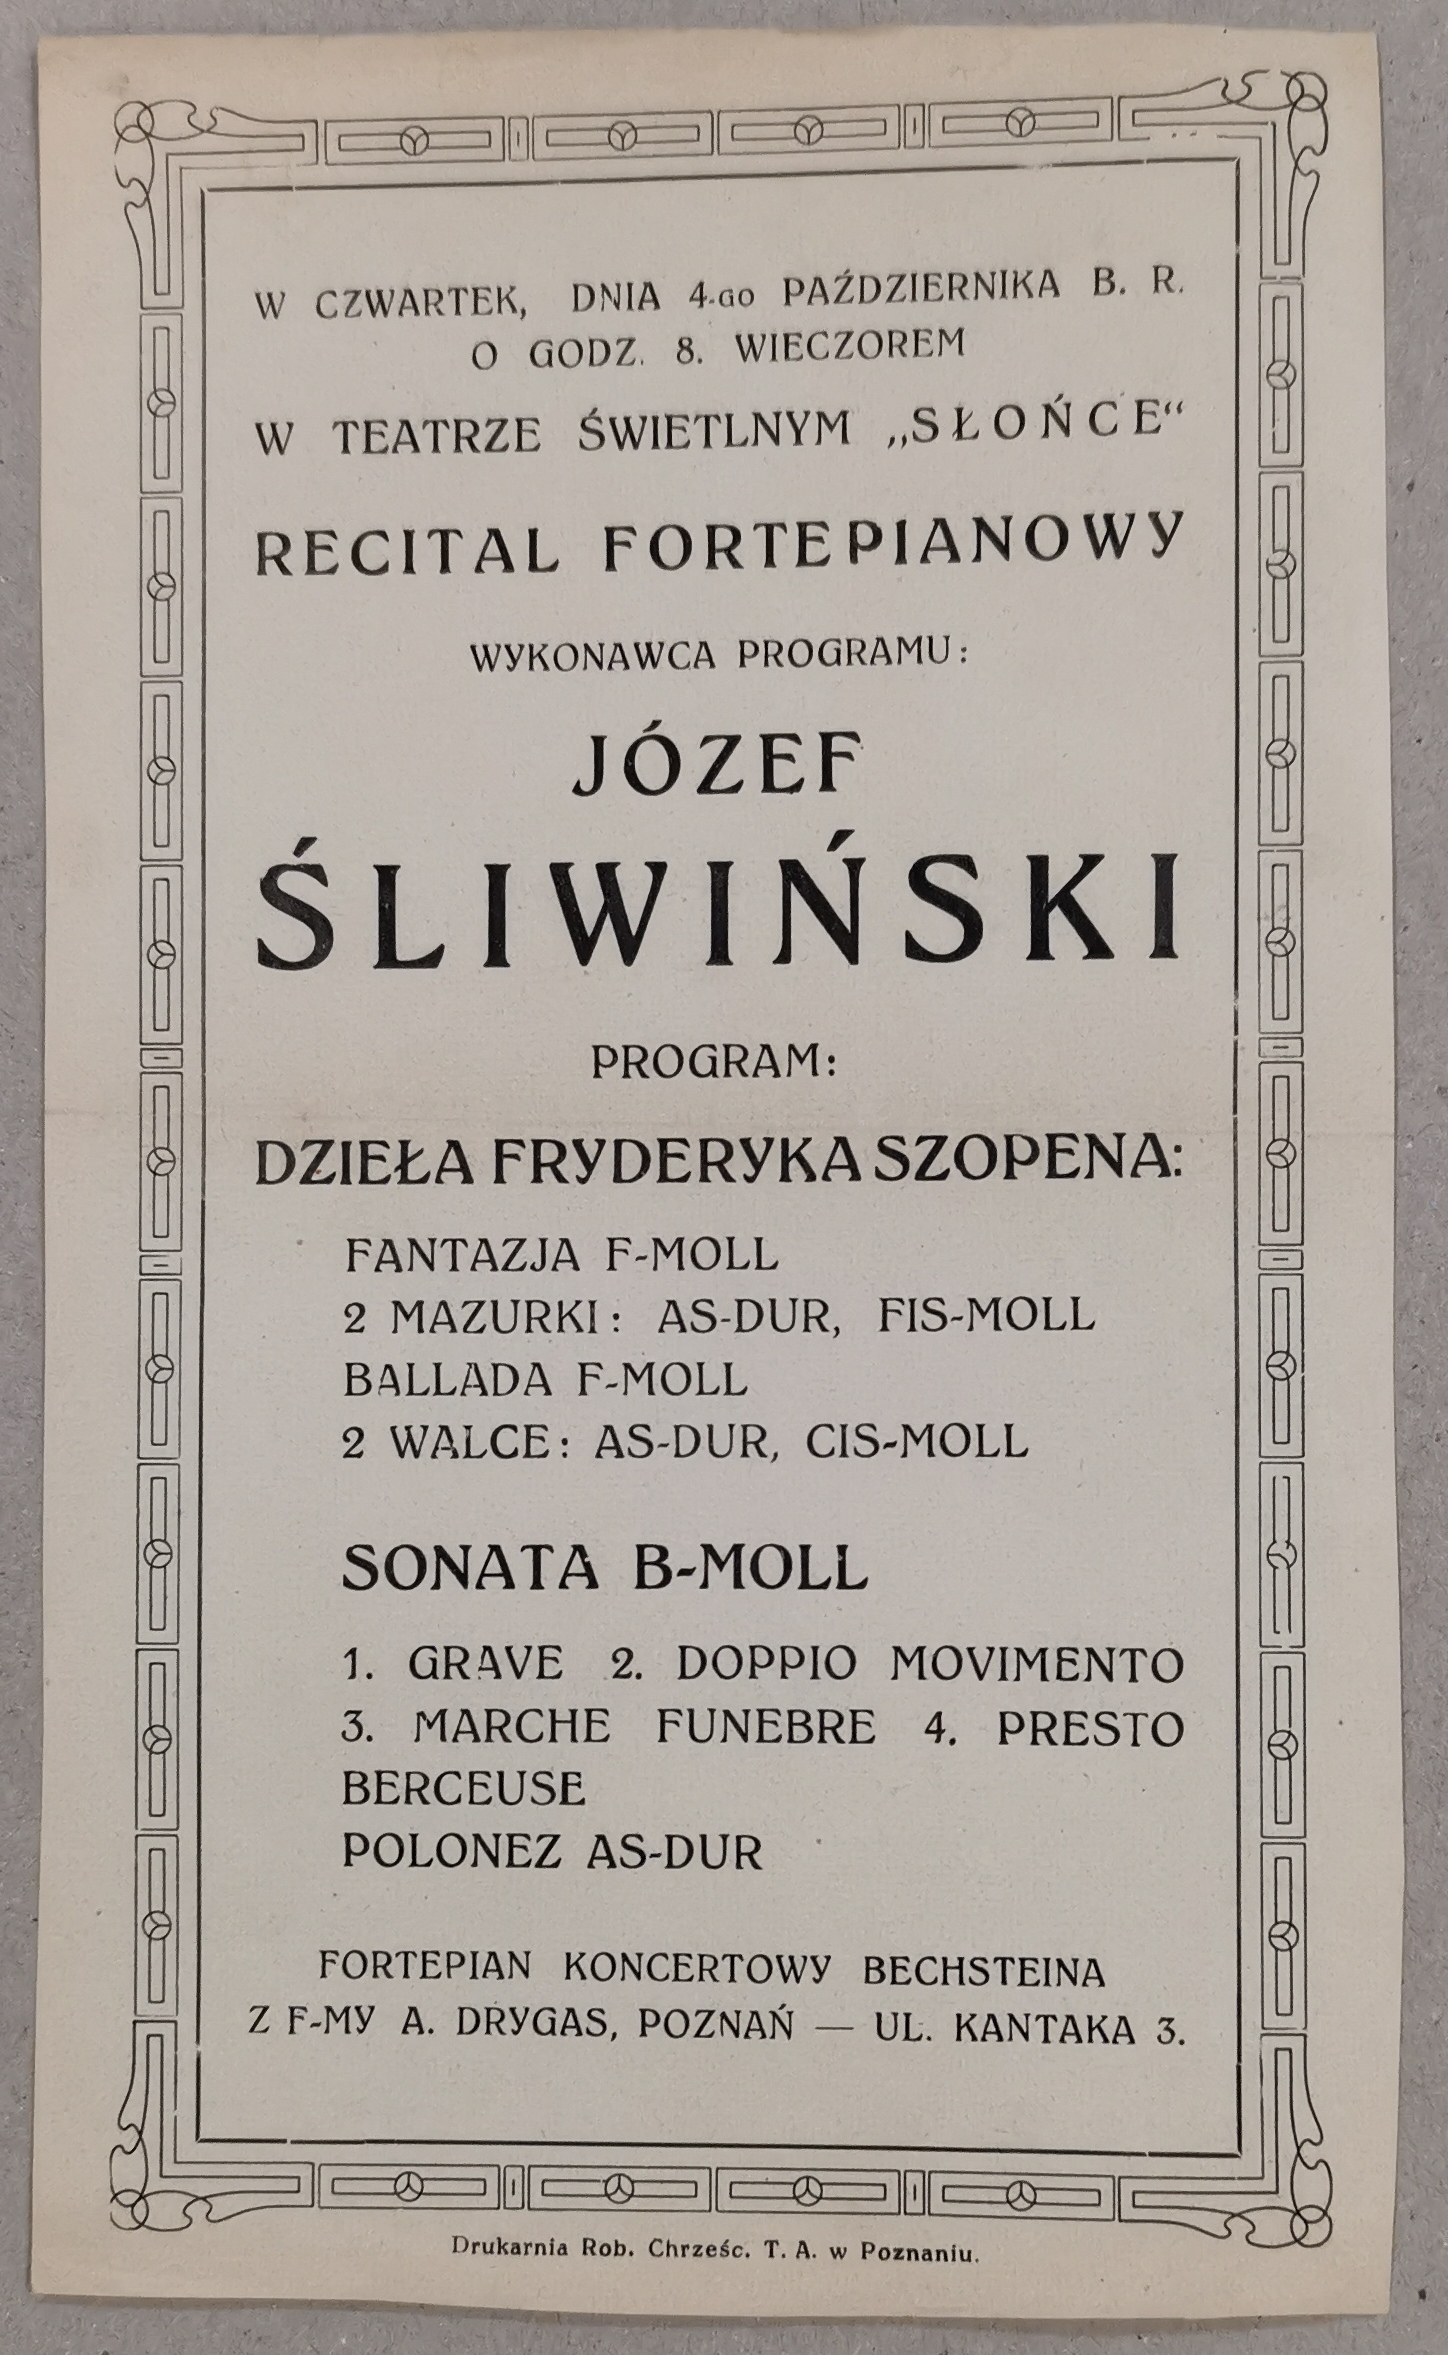 W CZWARTEK, DNIA 4-GO PAŹDZIERNIKA B. R.
O GODZ. 8. WIECZOREM
W TEATRZE ŚWIETLNYM „SŁOŃCE“
RECITAL FORTEPIANOWY
WYKONAWCA PROGRAMU:
JÓZEF
ŚLIWIŃSKI
PROGRAM:
DZIEŁA FRYDERYKA SZOPENA:
FANTAZJA F-MOLL
2 MAZURKI: AS-DUR, FIS-MOLL
BALLADA F-MOLL
2 WALCE: AS-DUR, CIS-MOLL
SONATA B-MOLL
1. GRAVE 2. DOPPIO MOVIMENTO
3. MARCHE FUNEBRE 4. PRESTO
BERCEUSE
POLONEZ AS-DUR
FORTEPIAN KONCERTOWY BECHSTEINA
Z F-MY A. DRYGAS, POZNAŃ — UL. KANTAKA 3.
Drukarnia Rob. Chrześc. T. A. w Poznaniu.